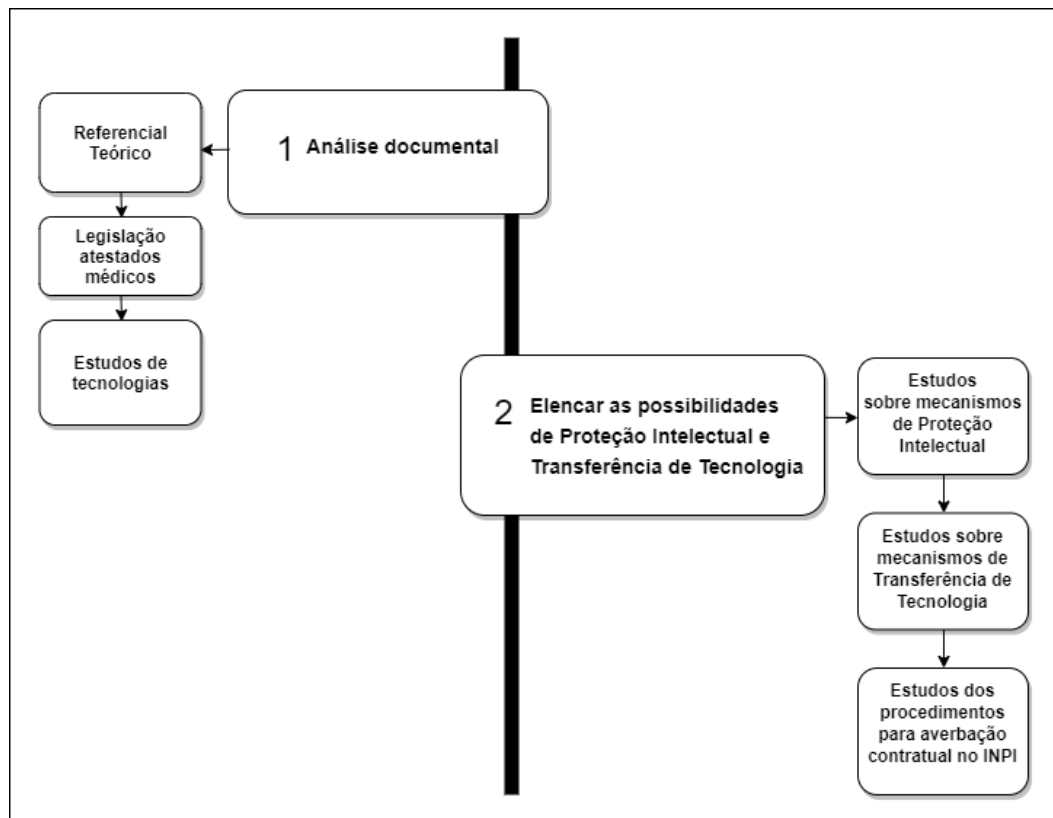 1 Análise documental
Referencial
Teórico
Legislação
atestados
médicos
Estudos de
tecnologias
2 Elencar as possibilidades
de Proteção Intelectual e
Transferência de Tecnologia
Estudos
sobre mecanismos
de Proteção
Intelectual
Estudos sobre
mecanismos de
Transferência de
Tecnologia
Estudos dos
procedimentos
para averbação
contratual no INPI